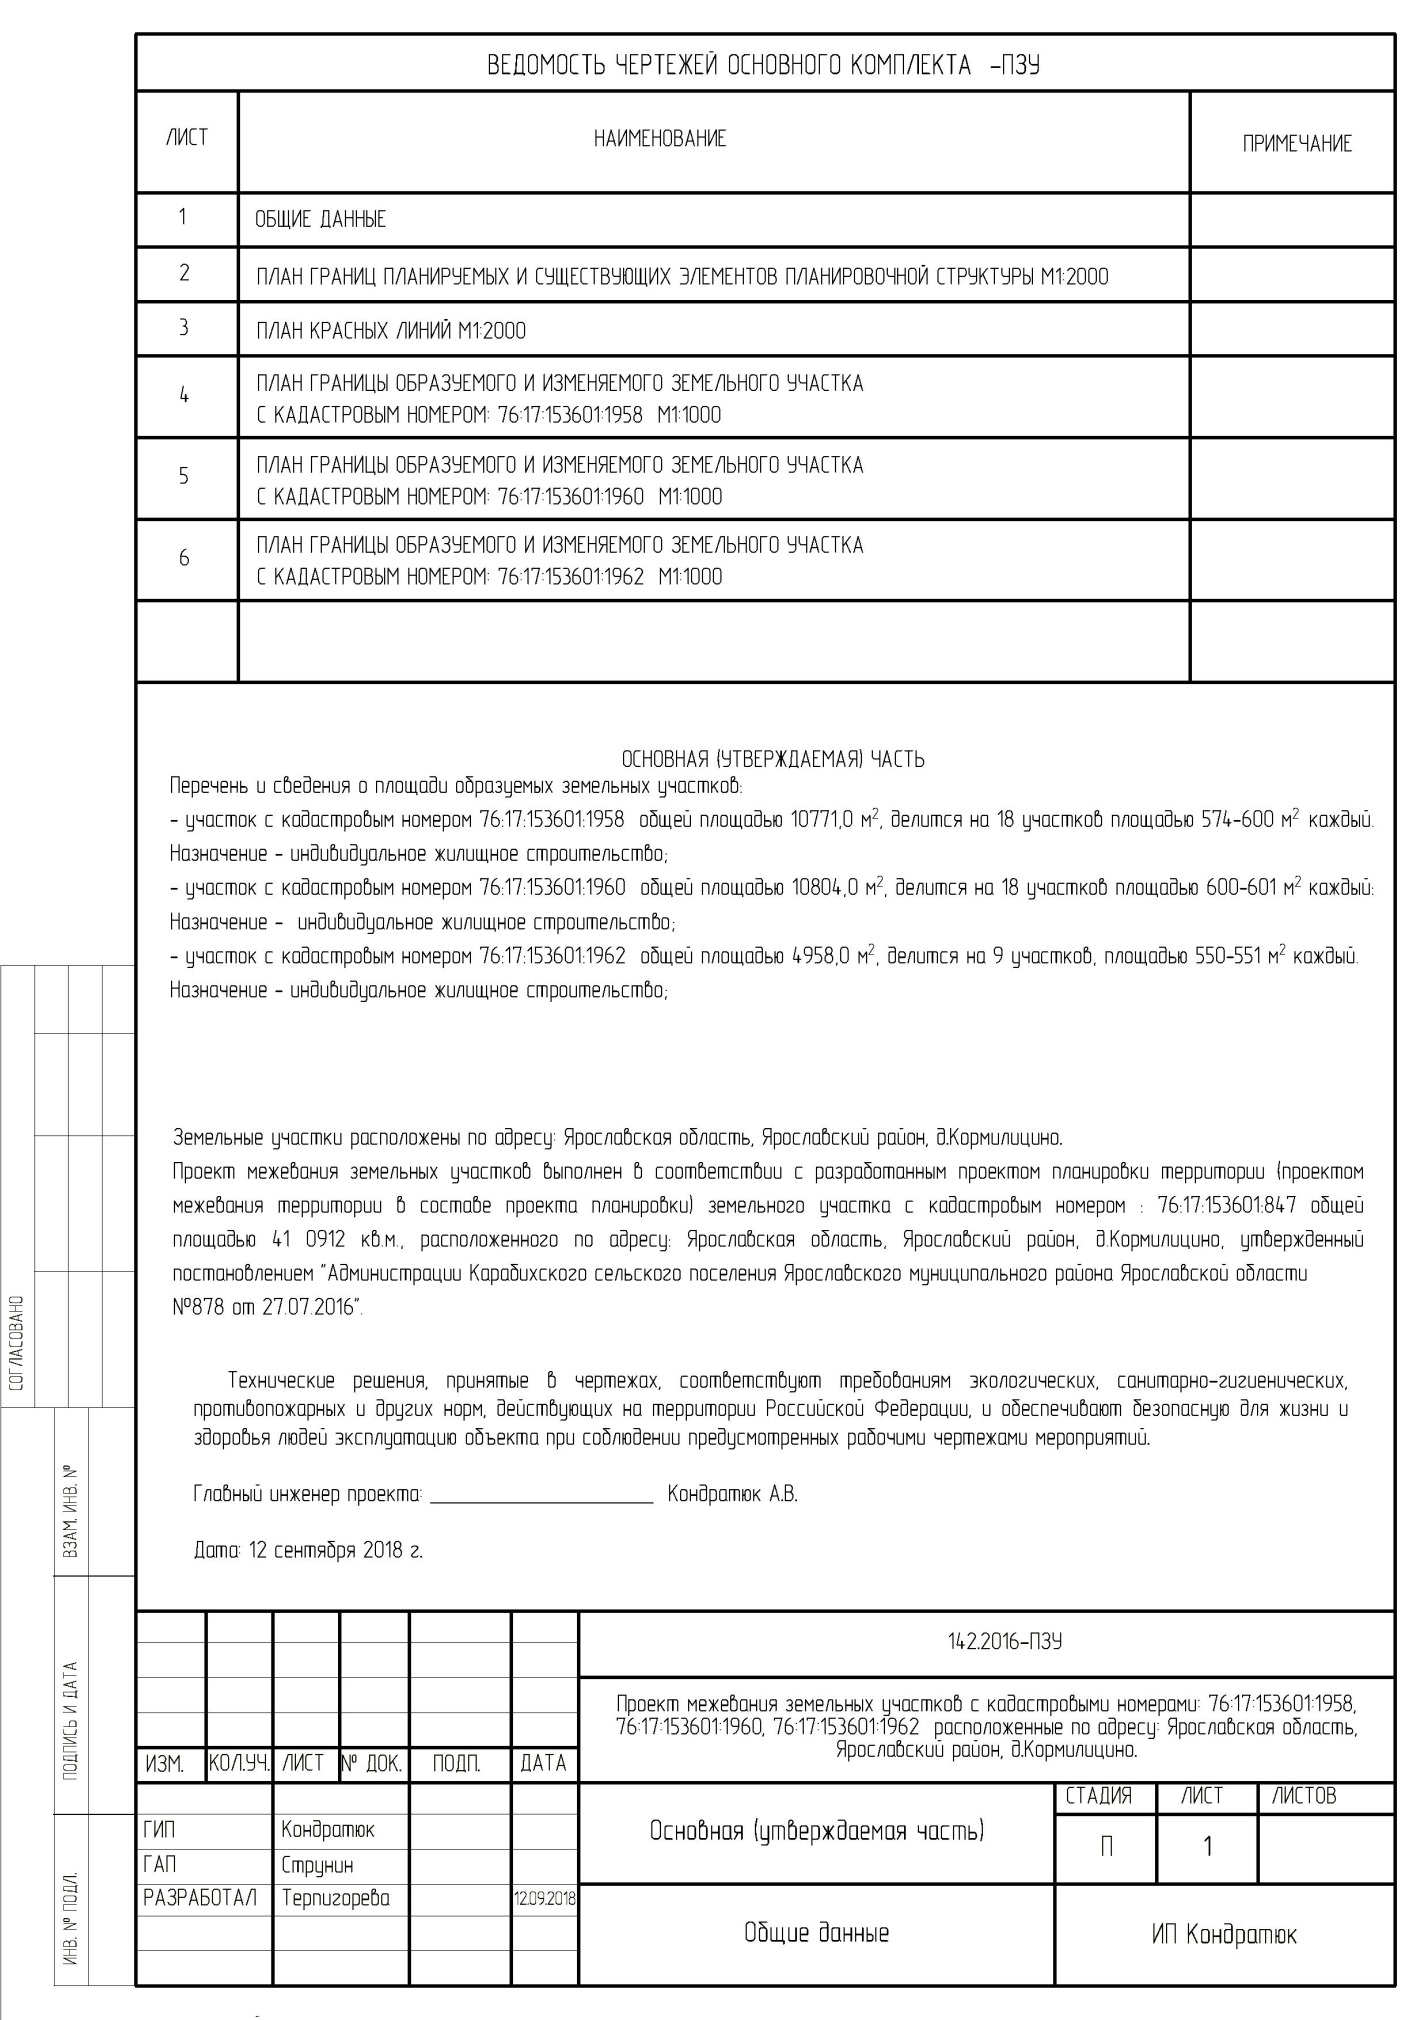 ВЕДОМОСТЬ ЧЕРТЕЖЕЙ ОСНОВНОГО КОМПЛЕКТА -ПЗУ
ЛИСТ
НАИМЕНОВАНИЕ
ПРИМЕЧАНИЕ
1
ОБЩИЕ ДАННЫЕ
2
ПЛАН ГРАНИЦ ПЛАНИРУЕМЫХ И СУЩЕСТВУЮЩИХ ЭЛЕМЕНТОВ ПЛАНИРОВОЧНОЙ СТРУКТУРЫ М1:2000
3
ПЛАН КРАСНЫХ ЛИНИЙ М1:2000
4
ПЛАН ГРАНИЦЫ ОБРАЗУЕМОГО И ИЗМЕНЯЕМОГО ЗЕМЕЛЬНОГО УЧАСТКА
С КАДАСТРОВЫМ НОМЕРОМ: 76:17:153601:1958 М1:1000
5
ПЛАН ГРАНИЦЫ ОБРАЗУЕМОГО И ИЗМЕНЯЕМОГО ЗЕМЕЛЬНОГО УЧАСТКА
С КАДАСТРОВЫМ НОМЕРОМ: 76:17:153601:1960 М1:1000
6
ПЛАН ГРАНИЦЫ ОБРАЗУЕМОГО И ИЗМЕНЯЕМОГО ЗЕМЕЛЬНОГО УЧАСТКА
С КАДАСТРОВЫМ НОМЕРОМ: 76:17:153601:1962 М1:1000
ОСНОВНАЯ (УТВЕРЖДАЕМАЯ) ЧАСТЬ
Перечень и сведения о площади образуемых земельных участков:
- участок с кадастровым номером 76:17:153601:1958 общей площадью 10771,0 м², делится на 18 участков площадью 574-600 м² каждый.
Назначение - индивидуальное жилищное строительство;
- участок с кадастровым номером 76:17:153601:1960 общей площадью 10804,0 м², делится на 18 участков площадью 600-601 м² каждый:
Назначение - индивидуальное жилищное строительство;
- участок с кадастровым номером 76:17:153601:1962 общей площадью 4958,0 м², делится на 9 участков, площадью 550-551 м² каждый.
Назначение - индивидуальное жилищное строительство;
Земельные участки расположены по адресу: Ярославская область, Ярославский район, д.Кормилицино.
Проект межевания земельных участков выполнен в соответствии с разработанным проектом планировки территории (проектом
межевания территории в составе проекта планировки) земельного участка с кадастровым номером : 76:17:153601:847 общей
площадью 41 0912 кв.м., расположенного по адресу: Ярославская область, Ярославский район, д.Кормилицино, утвержденный
постановлением "Администрации Карабихского сельского поселения Ярославского муниципального района Ярославской области
№878 от 27.07.2016".
Технические решения, принятые в чертежах, соответствуют требованиям экологических, санитарно-гигиенических,
противопожарных и других норм, действующих на территории Российской Федерации, и обеспечивают безопасную для жизни и
здоровья людей эксплуатацию объекта при соблюдении предусмотренных рабочими чертежами мероприятий.
Главный инженер проекта: ____________________ Кондратюк А.В.
Дата: 12 сентября 2018 г.
СОГЛАСОВАНО
ВЗАМ. ИНВ. №
ПОДПИСЬ И ДАТА
ИНВ. № ПОДЛ.
142.2016-ПЗУ
Проект межевания земельных участков с кадастровыми номерами: 76:17:153601:1958,
76:17:153601:1960, 76:17:153601:1962 расположенные по адресу: Ярославская область,
Ярославский район, д.Кормилицино.
ИЗМ. КОЛ.УЧ. ЛИСТ № ДОК. ПОДП. ДАТА
ГИП Кондратюк
ГАП Струнин
РАЗРАБОТАЛ Терпигорева 12.09.2018
Основная (утверждаемая часть)
СТАДИЯ ЛИСТ ЛИСТОВ
П 1
Общие данные
ИП Кондратюк